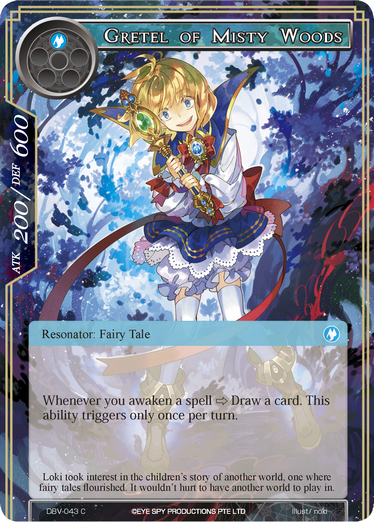 Gretel of Misty Woods
ATK 200/DEF 600
Resonator: Fairy Tale
Whenever you awaken a spell ⇨ Draw a card. This
ability triggers only once per turn.
Loki took interest in the children's story of another world, one where
fairy tales flourished. It wouldn't hurt to have another world to play in.
DBV-043 C
©EYE SPY PRODUCTIONS PTE LTD
Illust/ noki